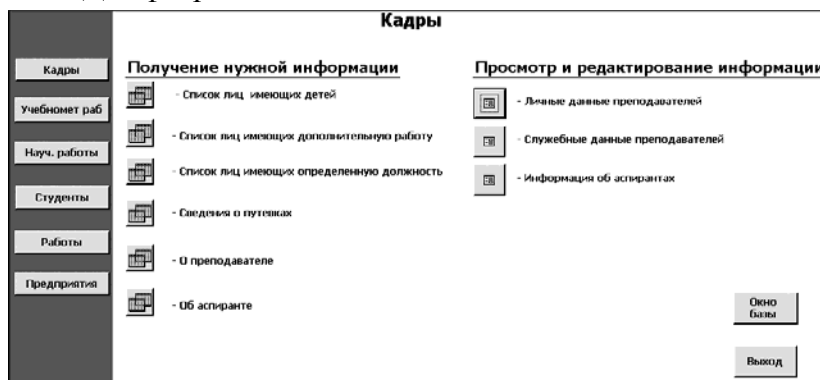 Кадры
Кадры
Учебномет раб
Науч. работы
Студенты
Работы
Предприятия
Получение нужной информации
- Список лиц имеющих детей
- Список лиц имеющих дополнительную работу
- Список лиц имеющих определенную должность
- Сведения о путевках
- О преподавателе
- Об аспиранте
Просмотр и редактирование информации
- Личные данные преподавателей
- Служебные данные преподавателей
- Информация об аспирантах
Окно
базы
Выход